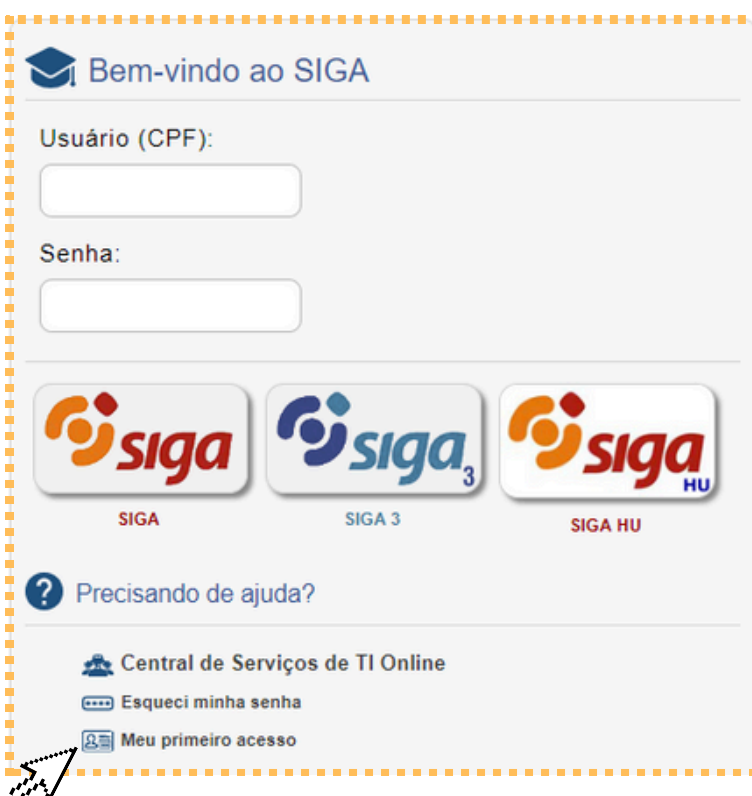 Bem-vindo ao SIGA
Usuário (CPF):
Senha:
siga siga 3 siga HU
SIGA SIGA 3 SIGA HU
Precisando de ajuda?
Central de Serviços de TI Online
Esqueci minha senha
Meu primeiro acesso